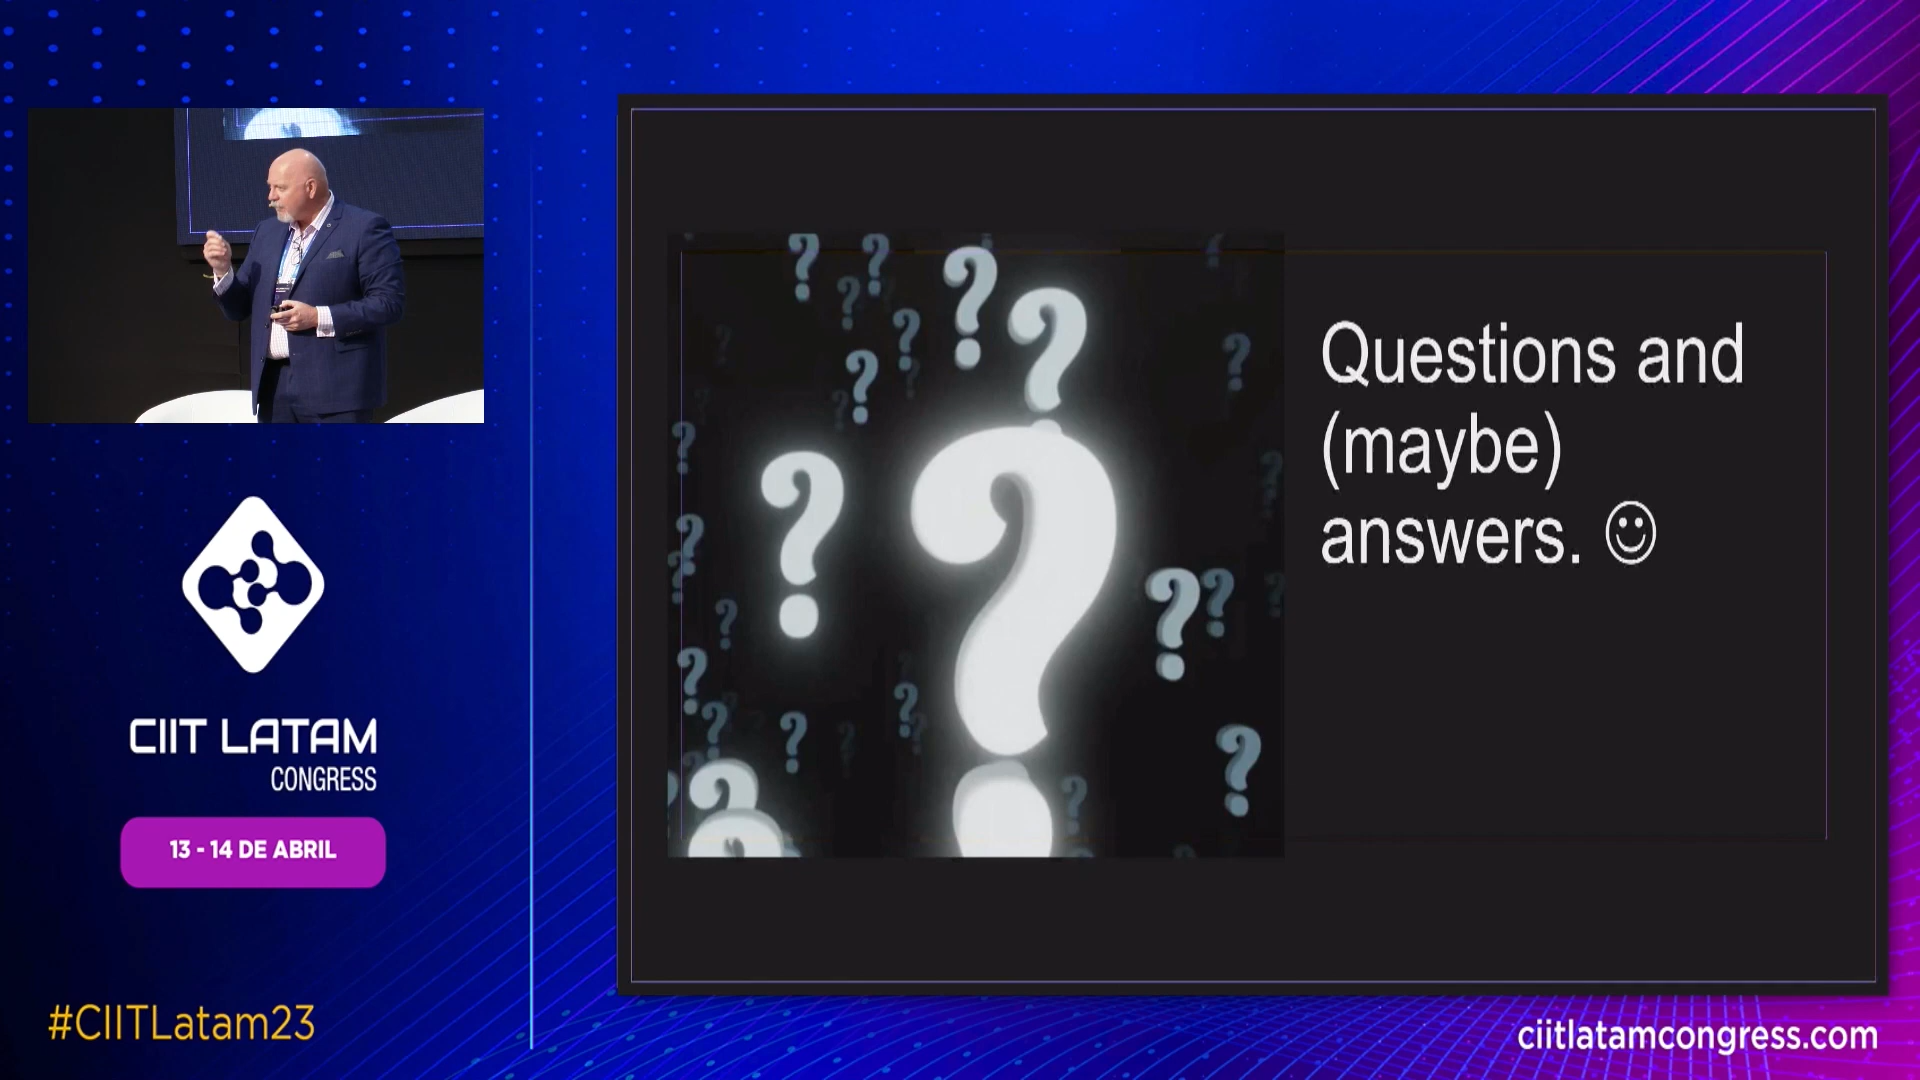 CIIT LATAM
CONGRESS
13 - 14 DE ABRIL
#CIITLatam23
Questions and
(maybe)
answers. ☺
ciitlatamcongress.com